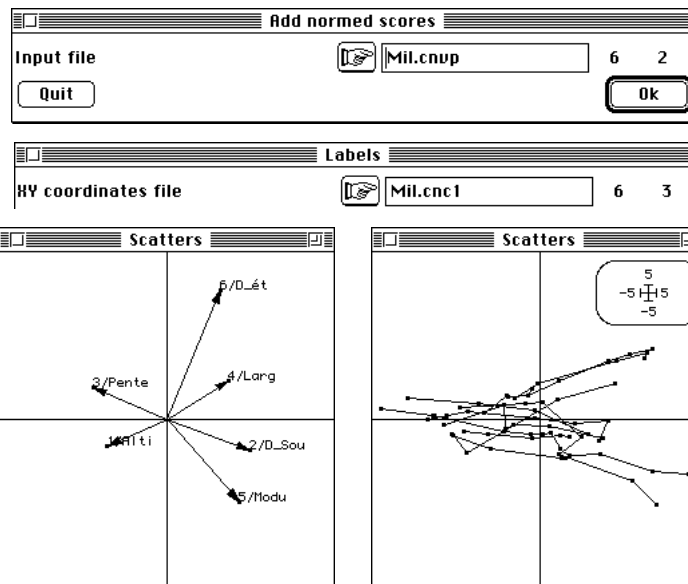 Add normed scores
Input file Mil.cnvp 6 2
Quit Ok
Labels
XY coordinates file Mil.cnc1 6 3
Scatters Scatters
6/D_ét
5
-5 5
-5
4/Larg
3/Pente
1/Alti
2/D_Sou
5/Modu